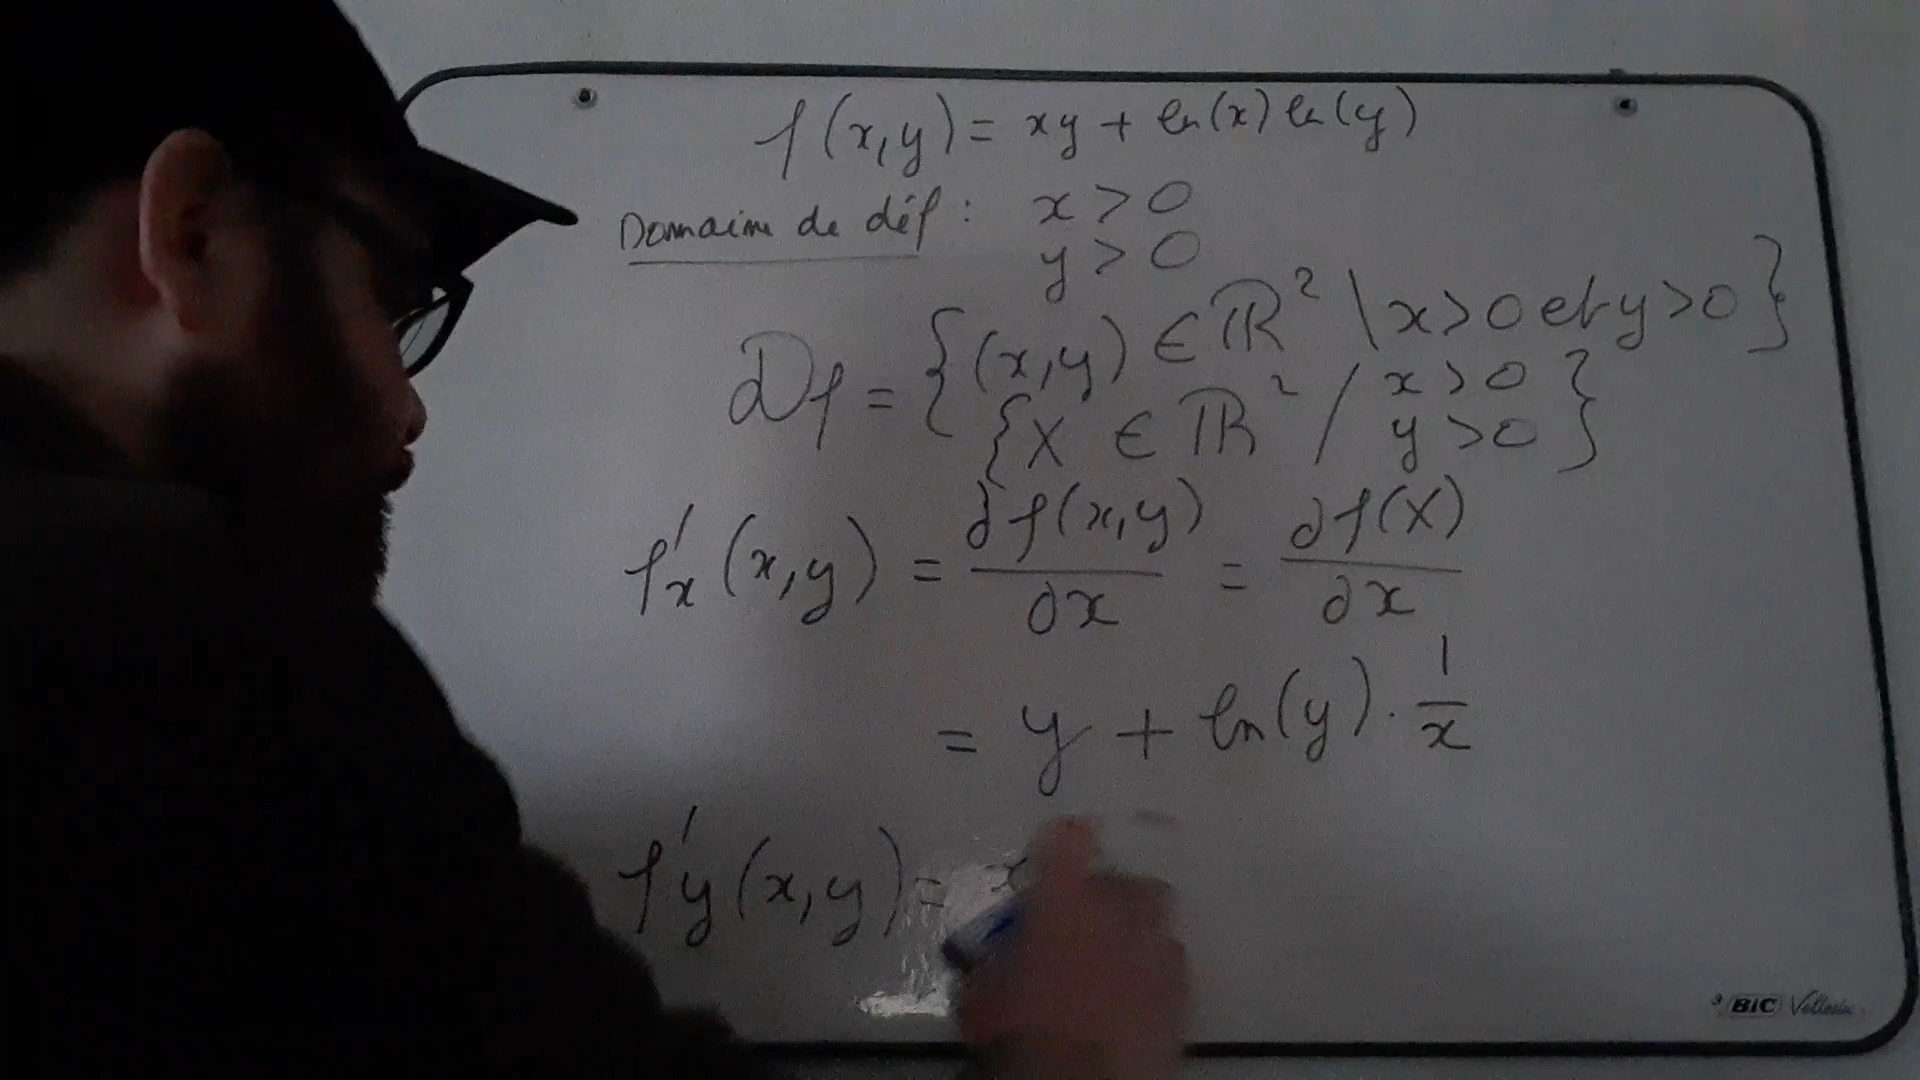 f(x,y) = xy + ln(x) ln(y)
Domaine de déf : x > 0
y > 0
Df = {(x,y) ∈ ℝ² \ x > 0 et y > 0}
{X ∈ ℝ² / x > 0
y > 0}
f'x (x,y) = ∂f(x,y)/∂x = ∂f(X)/∂x
= y + ln(y) · 1/x
f'y (x,y) = x
BIC Velleda